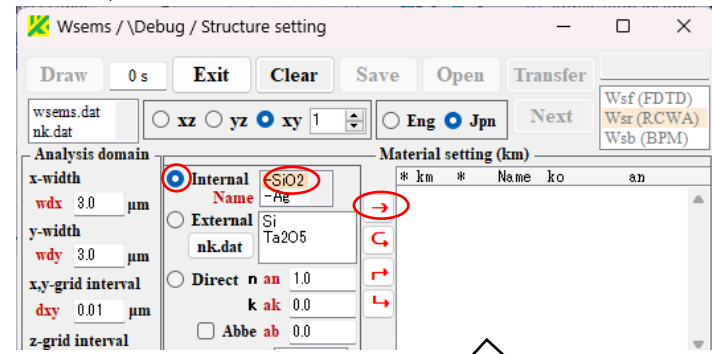 Wsems / \Debug / Structure setting
Draw 0 s Exit Clear Save Open Transfer
wsems.dat
nk.dat
xz yz xy 1 Eng Jpn Next
Wsf (FDTD)
Wsr (RCWA)
Wsb (BPM)
Analysis domain
x-width
wdx 3.0 μm
y-width
wdy 3.0 μm
x,y-grid interval
dxy 0.01 μm
z-grid interval
Internal
Name
-SiO2
-Ag
External
nk.dat
Si
Ta2O5
Direct n an 1.0
k ak 0.0
Abbe ab 0.0
→
Material setting (km)
* km * Name ko an